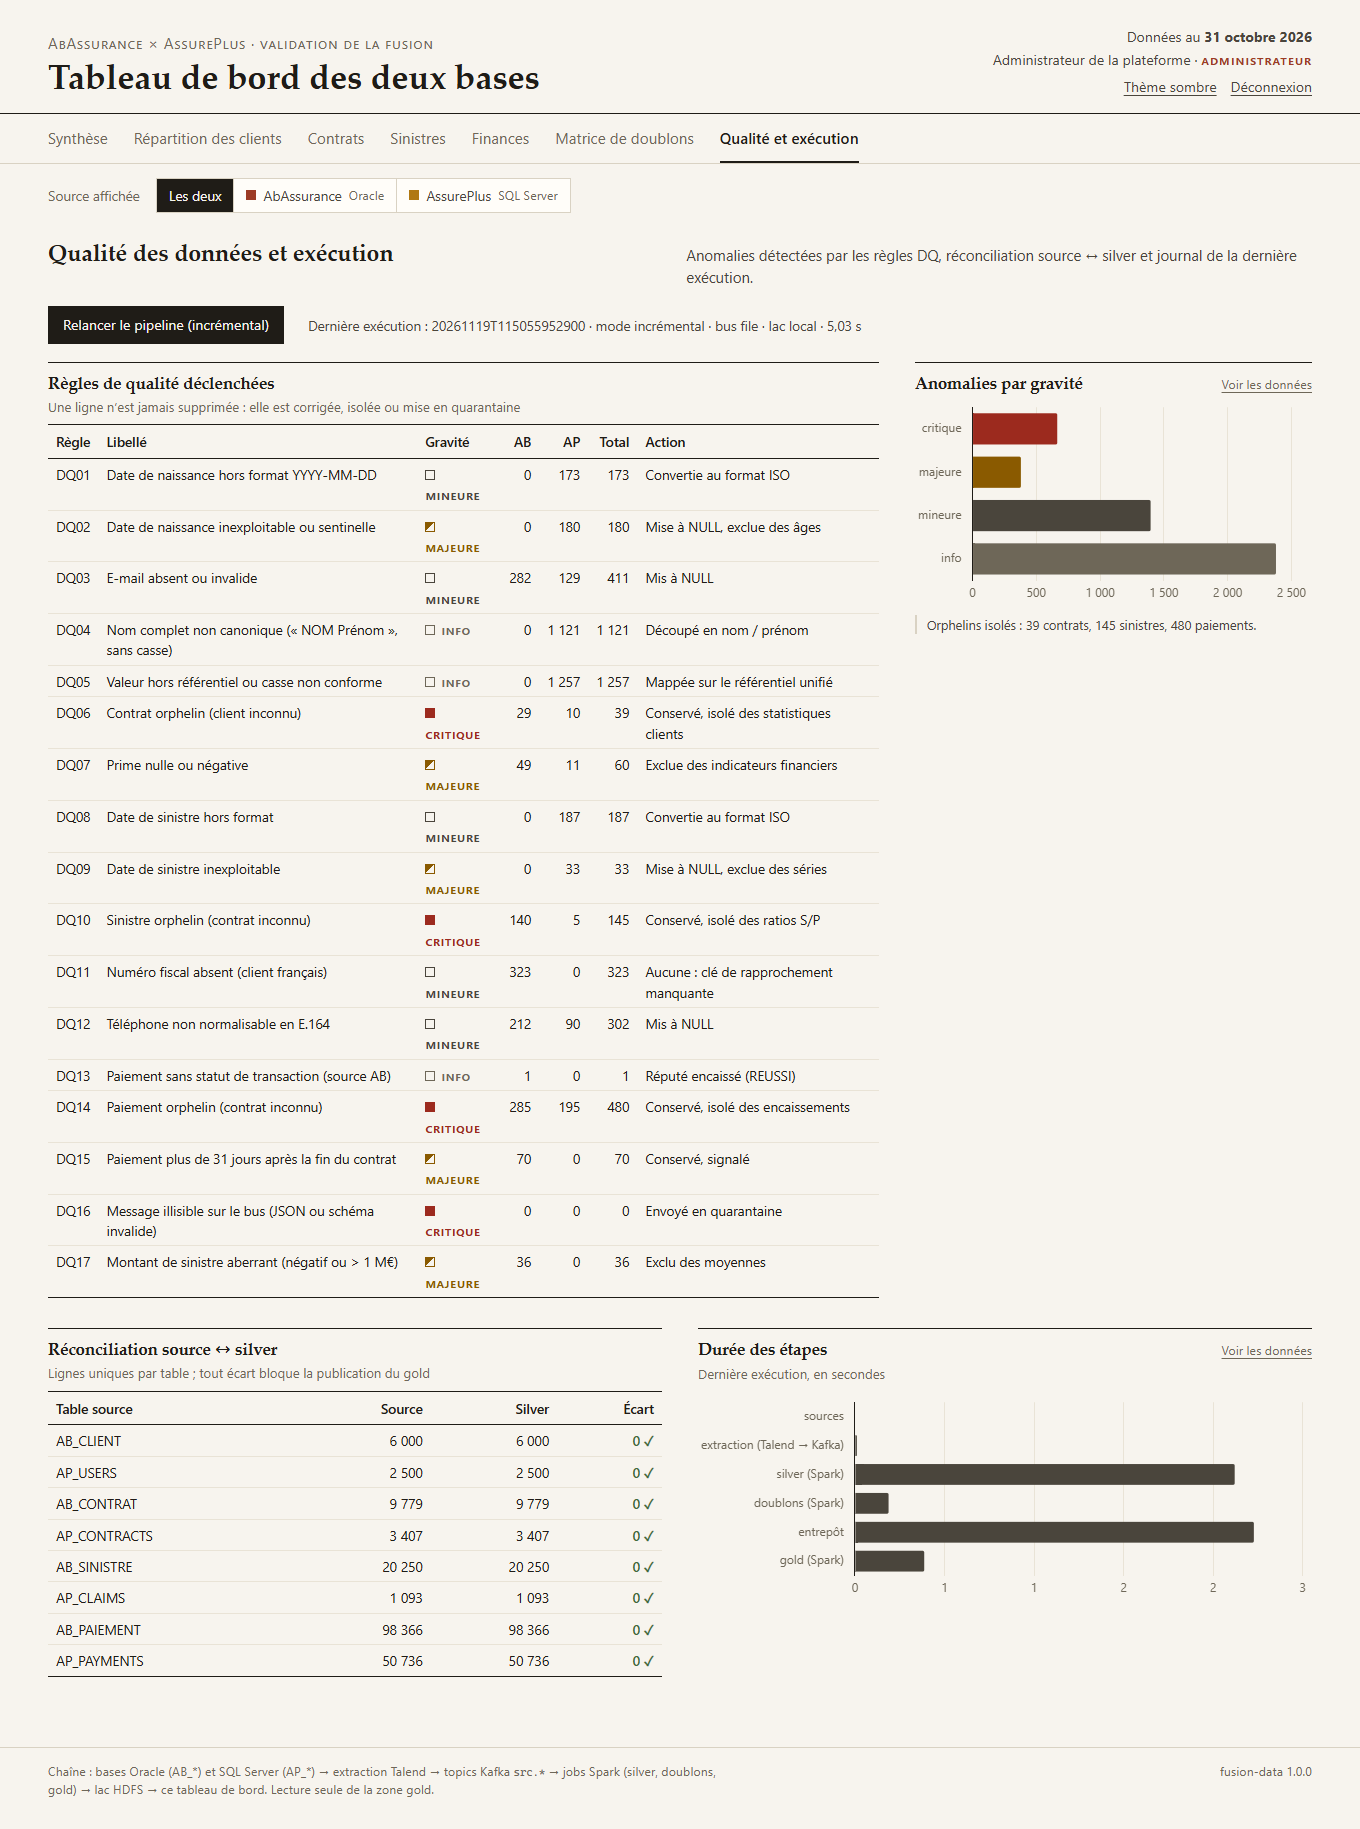 AbAssurance × AssurePlus · validation de la fusion
Tableau de bord des deux bases
Données au 31 octobre 2026
Administrateur de la plateforme · ADMINISTRATEUR
Thème sombre Déconnexion
Synthèse Répartition des clients Contrats Sinistres Finances Matrice de doublons Qualité et exécution
Source affichée Les deux AbAssurance Oracle AssurePlus SQL Server
Qualité des données et exécution
Anomalies détectées par les règles DQ, réconciliation source ↔ silver et journal de la dernière
exécution.
Relancer le pipeline (incrémental) Dernière exécution : 20261119T115055952900 · mode incrémental · bus file · lac local · 5,03 s
Règles de qualité déclenchées
Une ligne n'est jamais supprimée : elle est corrigée, isolée ou mise en quarantaine
Règle Libellé Gravité AB AP Total Action
DQ01 Date de naissance hors format YYYY-MM-DD MINEURE 0 173 173 Convertie au format ISO
DQ02 Date de naissance inexploitable ou sentinelle MAJEURE 0 180 180 Mise à NULL, exclue des âges
DQ03 E-mail absent ou invalide MINEURE 282 129 411 Mis à NULL
DQ04 Nom complet non canonique (« NOM Prénom », INFO 0 1 121 1 121 Découpé en nom / prénom
sans casse)
DQ05 Valeur hors référentiel ou casse non conforme INFO 0 1 257 1 257 Mappée sur le référentiel unifié
DQ06 Contrat orphelin (client inconnu) CRITIQUE 29 10 39 Conservé, isolé des statistiques
clients
DQ07 Prime nulle ou négative MAJEURE 49 11 60 Exclue des indicateurs financiers
DQ08 Date de sinistre hors format MINEURE 0 187 187 Convertie au format ISO
DQ09 Date de sinistre inexploitable MAJEURE 0 33 33 Mise à NULL, exclue des séries
DQ10 Sinistre orphelin (contrat inconnu) CRITIQUE 140 5 145 Conservé, isolé des ratios S/P
DQ11 Numéro fiscal absent (client français) MINEURE 323 0 323 Aucune : clé de rapprochement
manquante
DQ12 Téléphone non normalisable en E.164 MINEURE 212 90 302 Mis à NULL
DQ13 Paiement sans statut de transaction (source AB) INFO 1 0 1 Réputé encaissé (REUSSI)
DQ14 Paiement orphelin (contrat inconnu) CRITIQUE 285 195 480 Conservé, isolé des encaissements
DQ15 Paiement plus de 31 jours après la fin du contrat MAJEURE 70 0 70 Conservé, signalé
DQ16 Message illisible sur le bus (JSON ou schéma CRITIQUE 0 0 0 Envoyé en quarantaine
invalide)
DQ17 Montant de sinistre aberrant (négatif ou > 1 M€) MAJEURE 36 0 36 Exclu des moyennes
Anomalies par gravité Voir les données
critique
majeure
mineure
info
0 500 1 000 1 500 2 000 2 500
Orphelins isolés : 39 contrats, 145 sinistres, 480 paiements.
Réconciliation source ↔ silver
Lignes uniques par table ; tout écart bloque la publication du gold
Table source Source Silver Écart
AB_CLIENT 6 000 6 000 0 ✓
AP_USERS 2 500 2 500 0 ✓
AB_CONTRAT 9 779 9 779 0 ✓
AP_CONTRACTS 3 407 3 407 0 ✓
AB_SINISTRE 20 250 20 250 0 ✓
AP_CLAIMS 1 093 1 093 0 ✓
AB_PAIEMENT 98 366 98 366 0 ✓
AP_PAYMENTS 50 736 50 736 0 ✓
Durée des étapes Voir les données
Dernière exécution, en secondes
sources
extraction (Talend → Kafka)
silver (Spark)
doublons (Spark)
entrepôt
gold (Spark)
0 1 1 2 2 3
Chaîne : bases Oracle (AB_*) et SQL Server (AP_*) → extraction Talend → topics Kafka src.* → jobs Spark (silver, doublons,
gold) → lac HDFS → ce tableau de bord. Lecture seule de la zone gold.
fusion-data 1.0.0